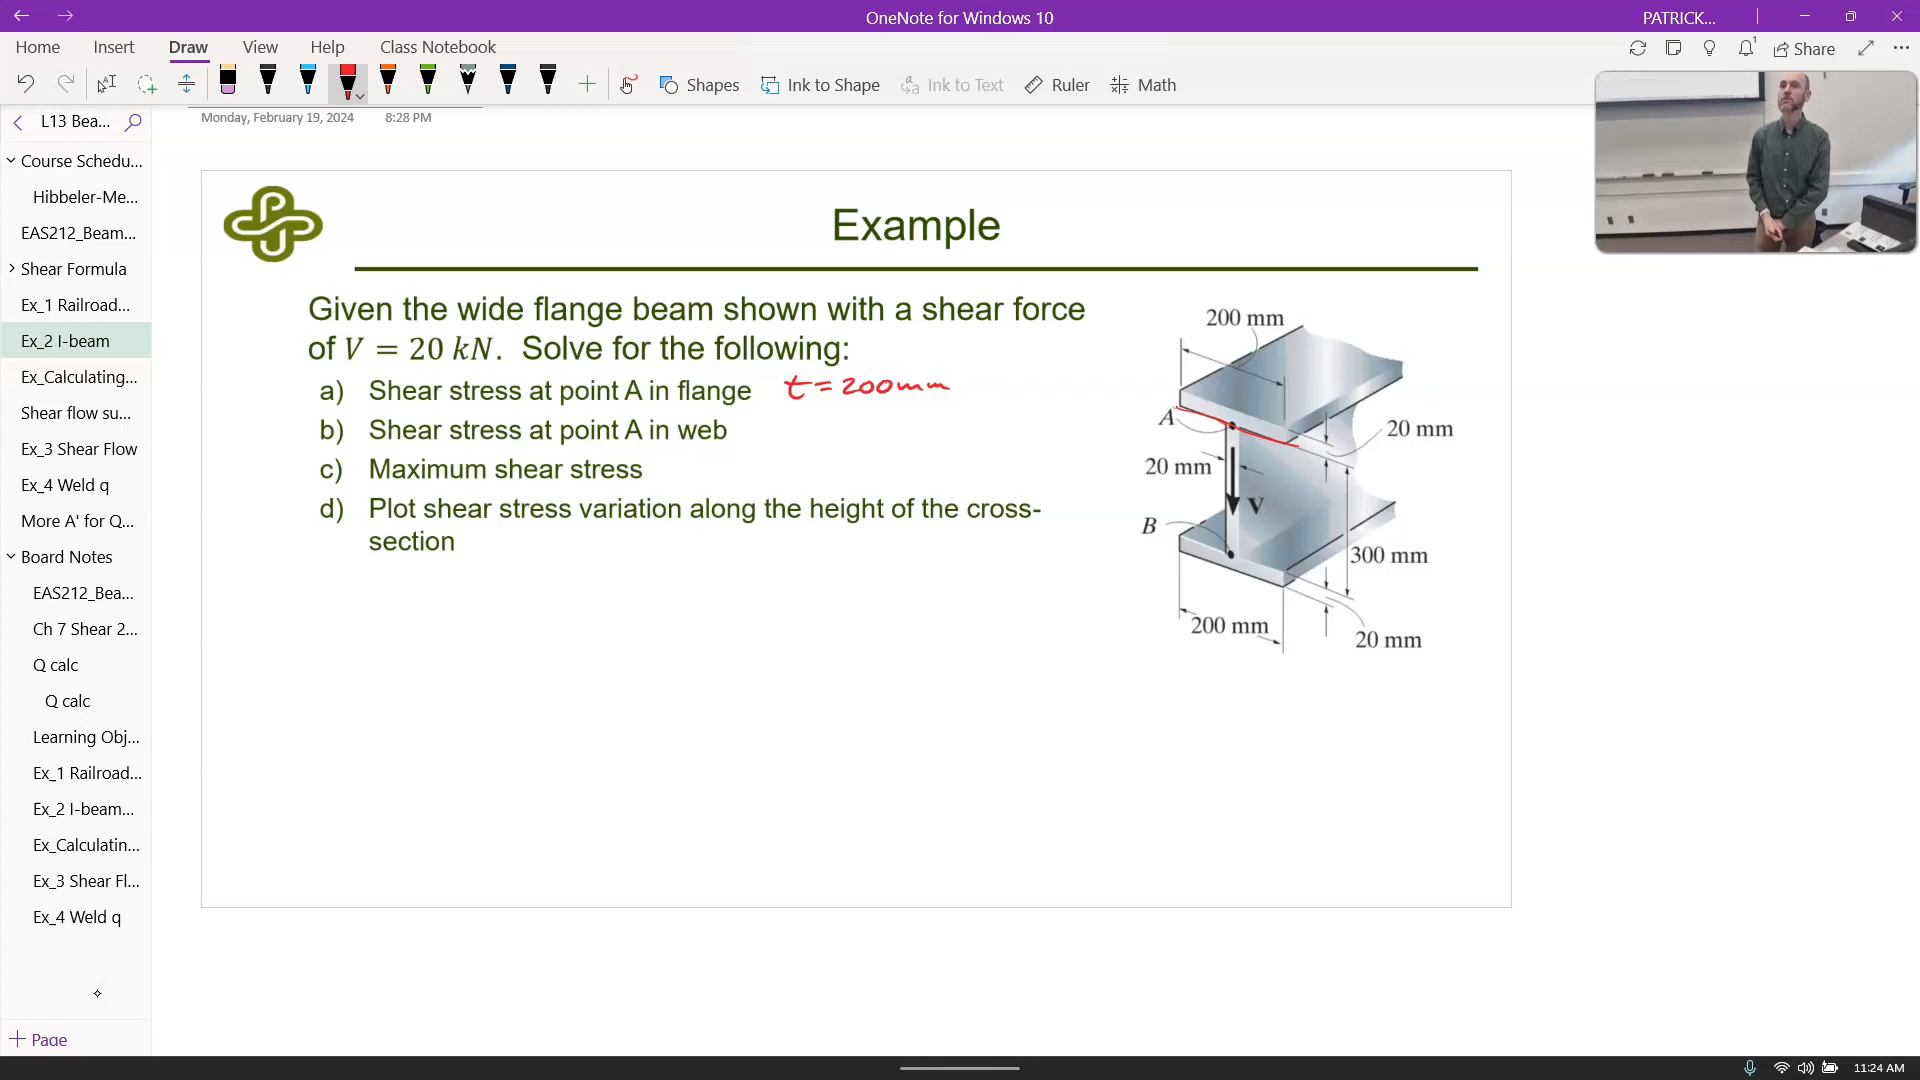 OneNote for Windows 10
PATRICK...
Home Insert Draw View Help Class Notebook
Share
Shapes Ink to Shape Ink to Text Ruler Math
L13 Bea...
Monday, February 19, 2024 8:28 PM
Course Schedu...
Hibbeler-Me...
EAS212_Beam...
Shear Formula
Ex_1 Railroad...
Ex_2 I-beam
Ex_Calculating...
Shear flow su...
Ex_3 Shear Flow
Ex_4 Weld q
More A' for Q...
Board Notes
EAS212_Bea...
Ch 7 Shear 2...
Q calc
Q calc
Learning Obj...
Ex_1 Railroad...
Ex_2 I-beam...
Ex_Calculatin...
Ex_3 Shear Fl...
Ex_4 Weld q
Page
Example
Given the wide flange beam shown with a shear force
of V = 20 kN. Solve for the following:
a) Shear stress at point A in flange t = 200mm
b) Shear stress at point A in web
c) Maximum shear stress
d) Plot shear stress variation along the height of the cross-
section
200 mm
A
20 mm
20 mm
V
B
300 mm
200 mm
20 mm
11:24 AM